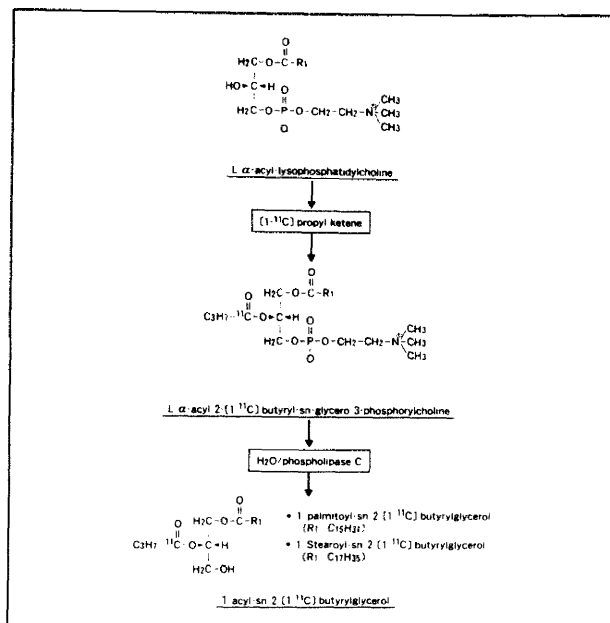 O
H2C-O-C-R1
HO-C-H O
H2C-O-P-O-CH2-CH2-N CH3
CH3
CH3
O
L α-acyl-lysophosphatidylcholine
[1-11C] propyl ketene
O
O H2C-O-C-R1
C3H7-11C-O-C-H O
H2C-O-P-O-CH2-CH2-N CH3
CH3
CH3
O
L α-acyl 2-[1 11C] butyryl-sn-glycero 3-phosphorylcholine
H2O/phospholipase C
O
O H2C-O-C-R1
C3H7 11C-O-C-H
H2C-OH
• 1 palmitoyl-sn 2 [1 11C] butyrylglycerol
(R1 C15H31)
• 1 Stearoyl-sn 2 [1 11C] butyrylglycerol
(R1 C17H35)
1 acyl-sn 2 [1 11C] butyrylglycerol